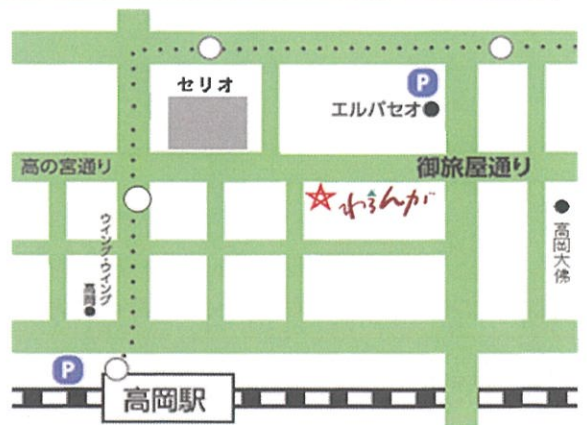 セリオ
P
エルパセオ
高の宮通り
御旅屋通り
わろんが
高岡大佛
ウイング・ウイング
高岡
P
高岡駅